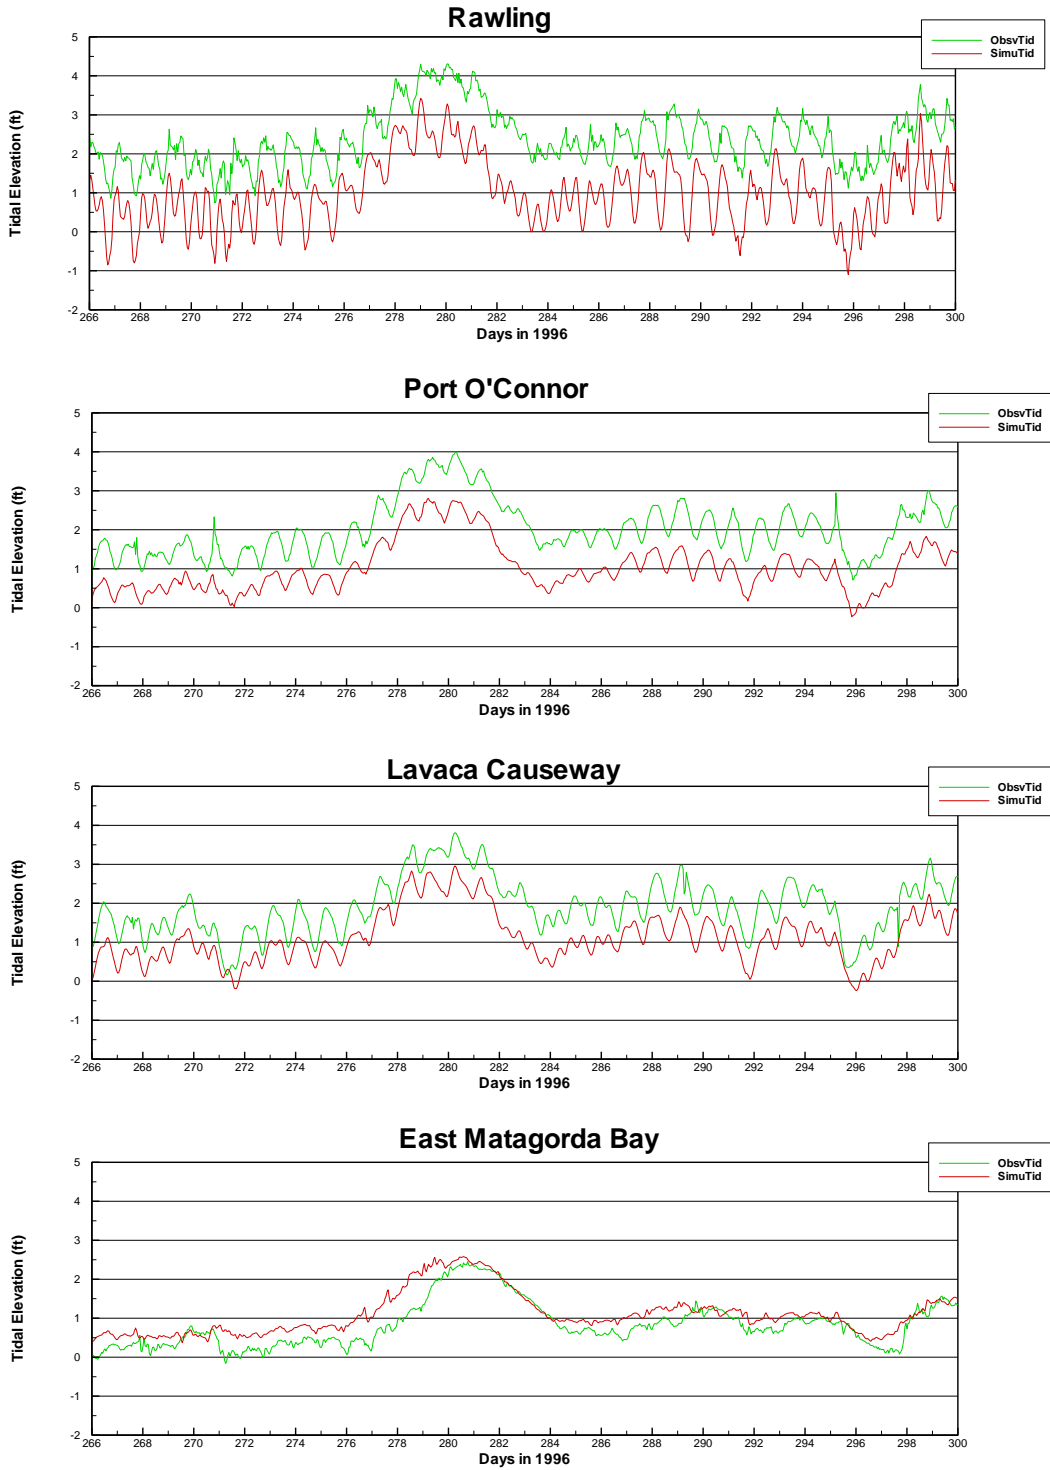 Rawling
ObsvTid
SimuTid
Tidal Elevation (ft)
5
4
3
2
1
0
-1
-2
266 268 270 272 274 276 278 280 282 284 286 288 290 292 294 296 298 300
Days in 1996
Port O'Connor
ObsvTid
SimuTid
Tidal Elevation (ft)
5
4
3
2
1
0
-1
-2
266 268 270 272 274 276 278 280 282 284 286 288 290 292 294 296 298 300
Days in 1996
Lavaca Causeway
ObsvTid
SimuTid
Tidal Elevation (ft)
5
4
3
2
1
0
-1
-2
266 268 270 272 274 276 278 280 282 284 286 288 290 292 294 296 298 300
Days in 1996
East Matagorda Bay
ObsvTid
SimuTid
Tidal Elevation (ft)
5
4
3
2
1
0
-1
-2
266 268 270 272 274 276 278 280 282 284 286 288 290 292 294 296 298 300
Days in 1996